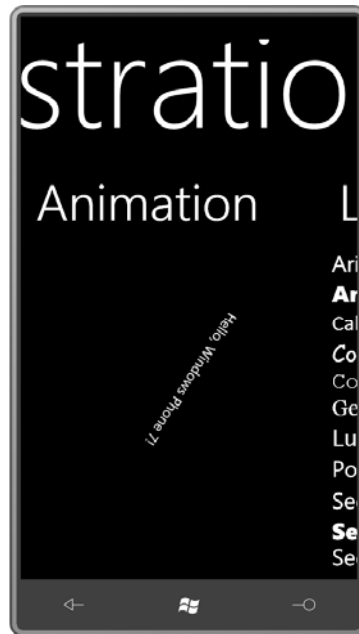 stratio
Animation
L
Hello, Windows Phone 7!
Ari
Ar
Cal
Co
Co
Ge
Lu
Po
Se
Se
Se